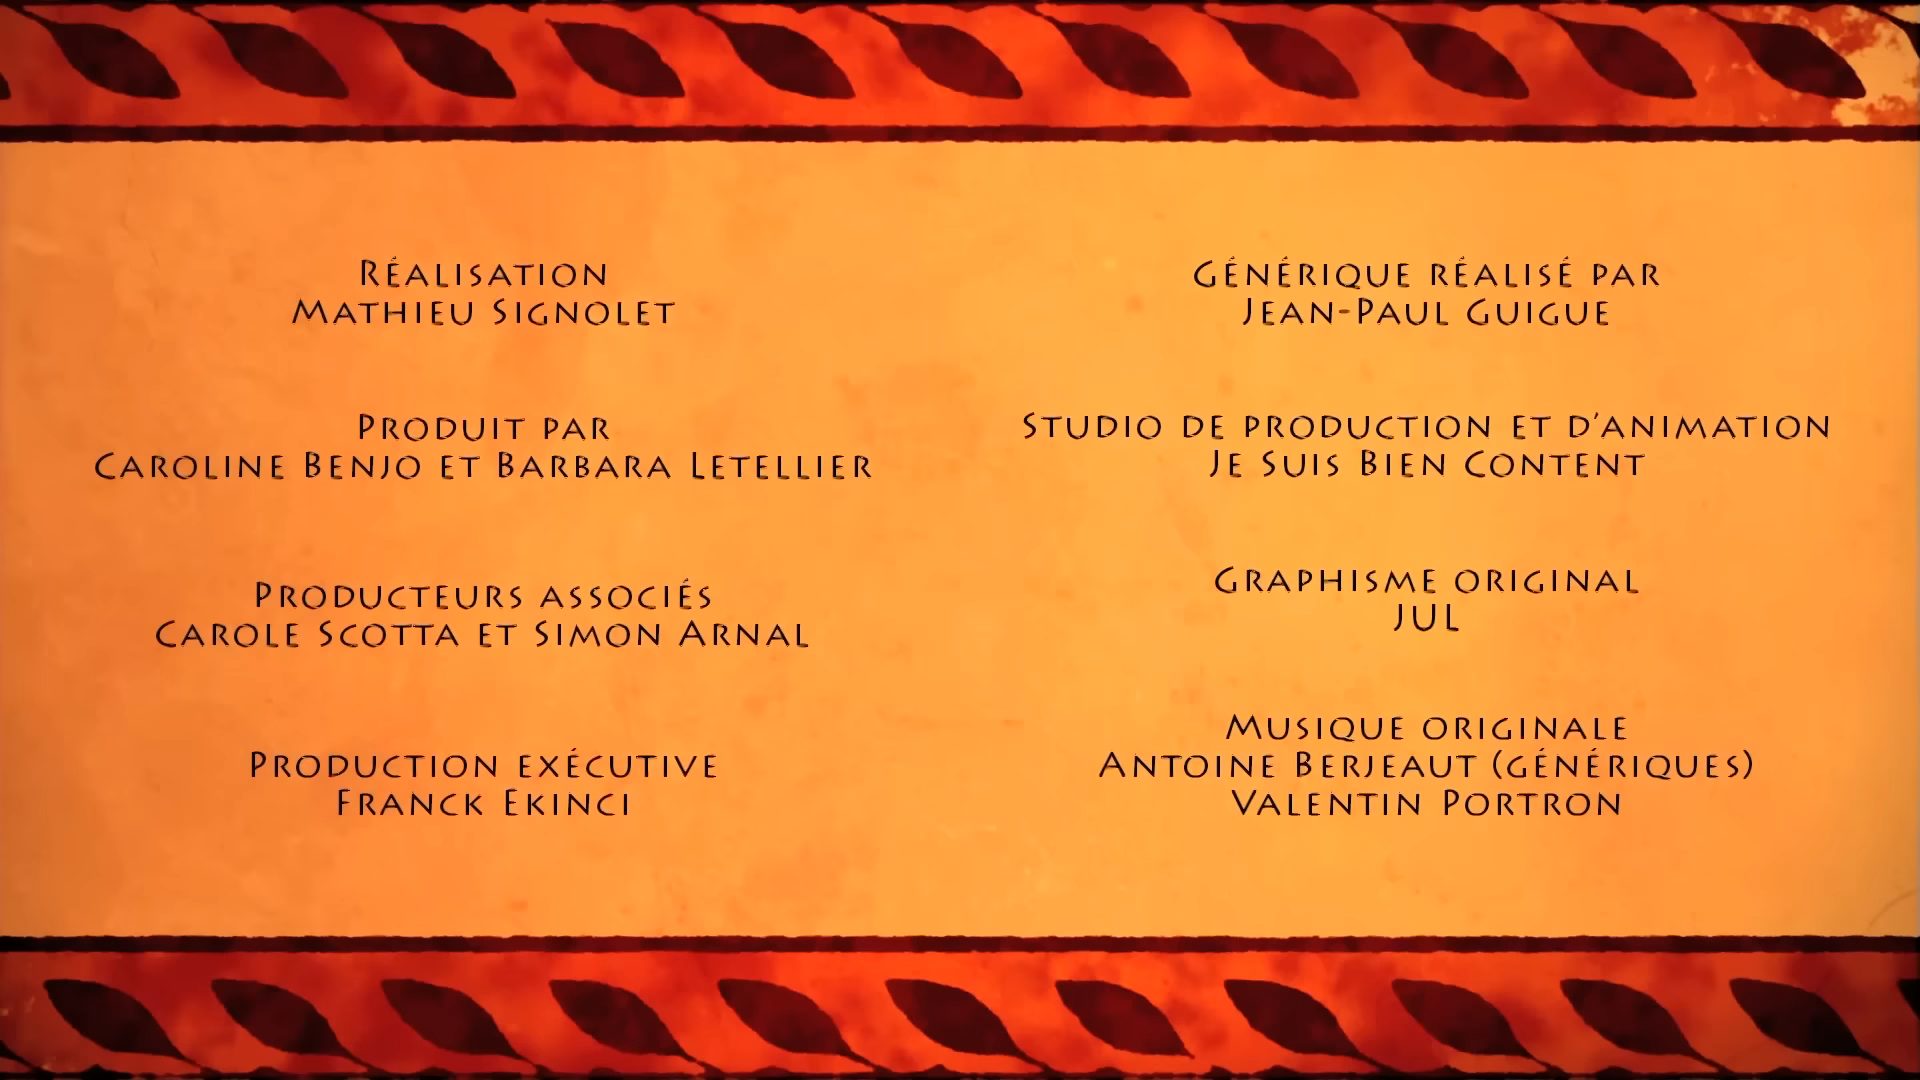 Réalisation
Mathieu Signolet
Produit par
Caroline Benjo et Barbara Letellier
Producteurs associés
Carole Scotta et Simon Arnal
Production exécutive
Franck Ekinci
Générique réalisé par
Jean-Paul Guigue
Studio de production et d'animation
Je Suis Bien Content
Graphisme original
Jul
Musique originale
Antoine Berjeaut (génériques)
Valentin Portron